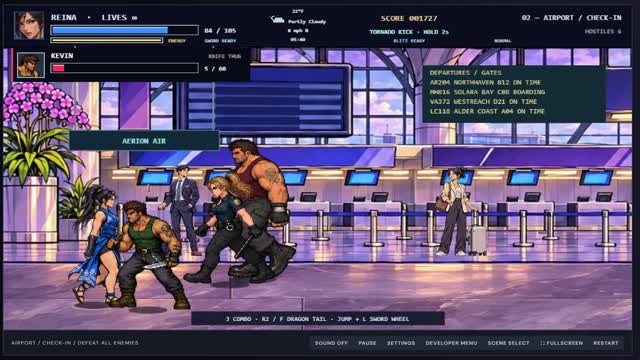 REINA · LIVES ∞
84 / 105
ENERGY
SWORD READY
KEVIN
KNIFE THUG
5 / 60
22°F
Partly Cloudy
6 mph N
05:40
SCORE 001727
TORNADO KICK · HOLD 2s
BLITZ READY
NORMAL
02 — AIRPORT / CHECK-IN
HOSTILES 6
DEPARTURES / GATES
AR204 NORTHHAVEN B12 ON TIME
MH816 SOLARA BAY C08 BOARDING
VA372 WESTREACH D21 ON TIME
LC118 ALDER COAST A04 ON TIME
AERION AIR
J COMBO · R2 / F DRAGON TAIL · JUMP + L SWORD WHEEL
AIRPORT / CHECK-IN / DEFEAT ALL ENEMIES
SOUND OFF
PAUSE
SETTINGS
DEVELOPER MENU
SCENE SELECT
FULLSCREEN
RESTART